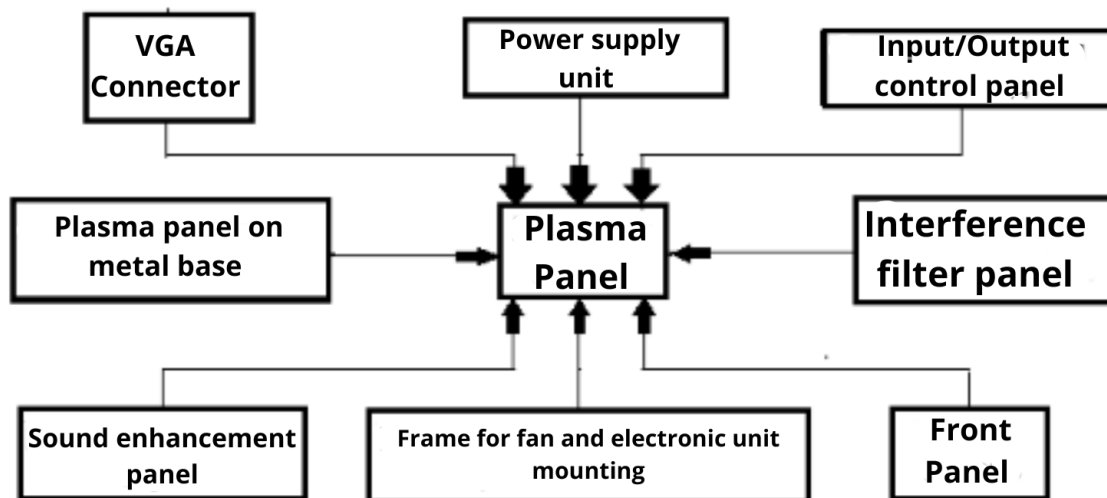 VGA
Connector
Power supply
unit
Input/Output
control panel
Plasma panel on
metal base
Plasma
Panel
Interference
filter panel
Sound enhancement
panel
Frame for fan and electronic unit
mounting
Front
Panel